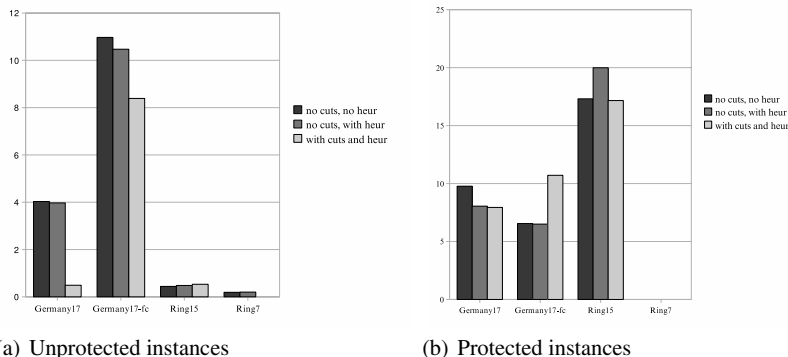 12
10
8
6
4
2
0
Germany17 Germany17-fc Ring15 Ring7
no cuts, no heur
no cuts, with heur
with cuts and heur
25
20
15
10
5
0
Germany17 Germany17-fc Ring15 Ring7
no cuts, no heur
no cuts, with heur
with cuts and heur
a) Unprotected instances
(b) Protected instances